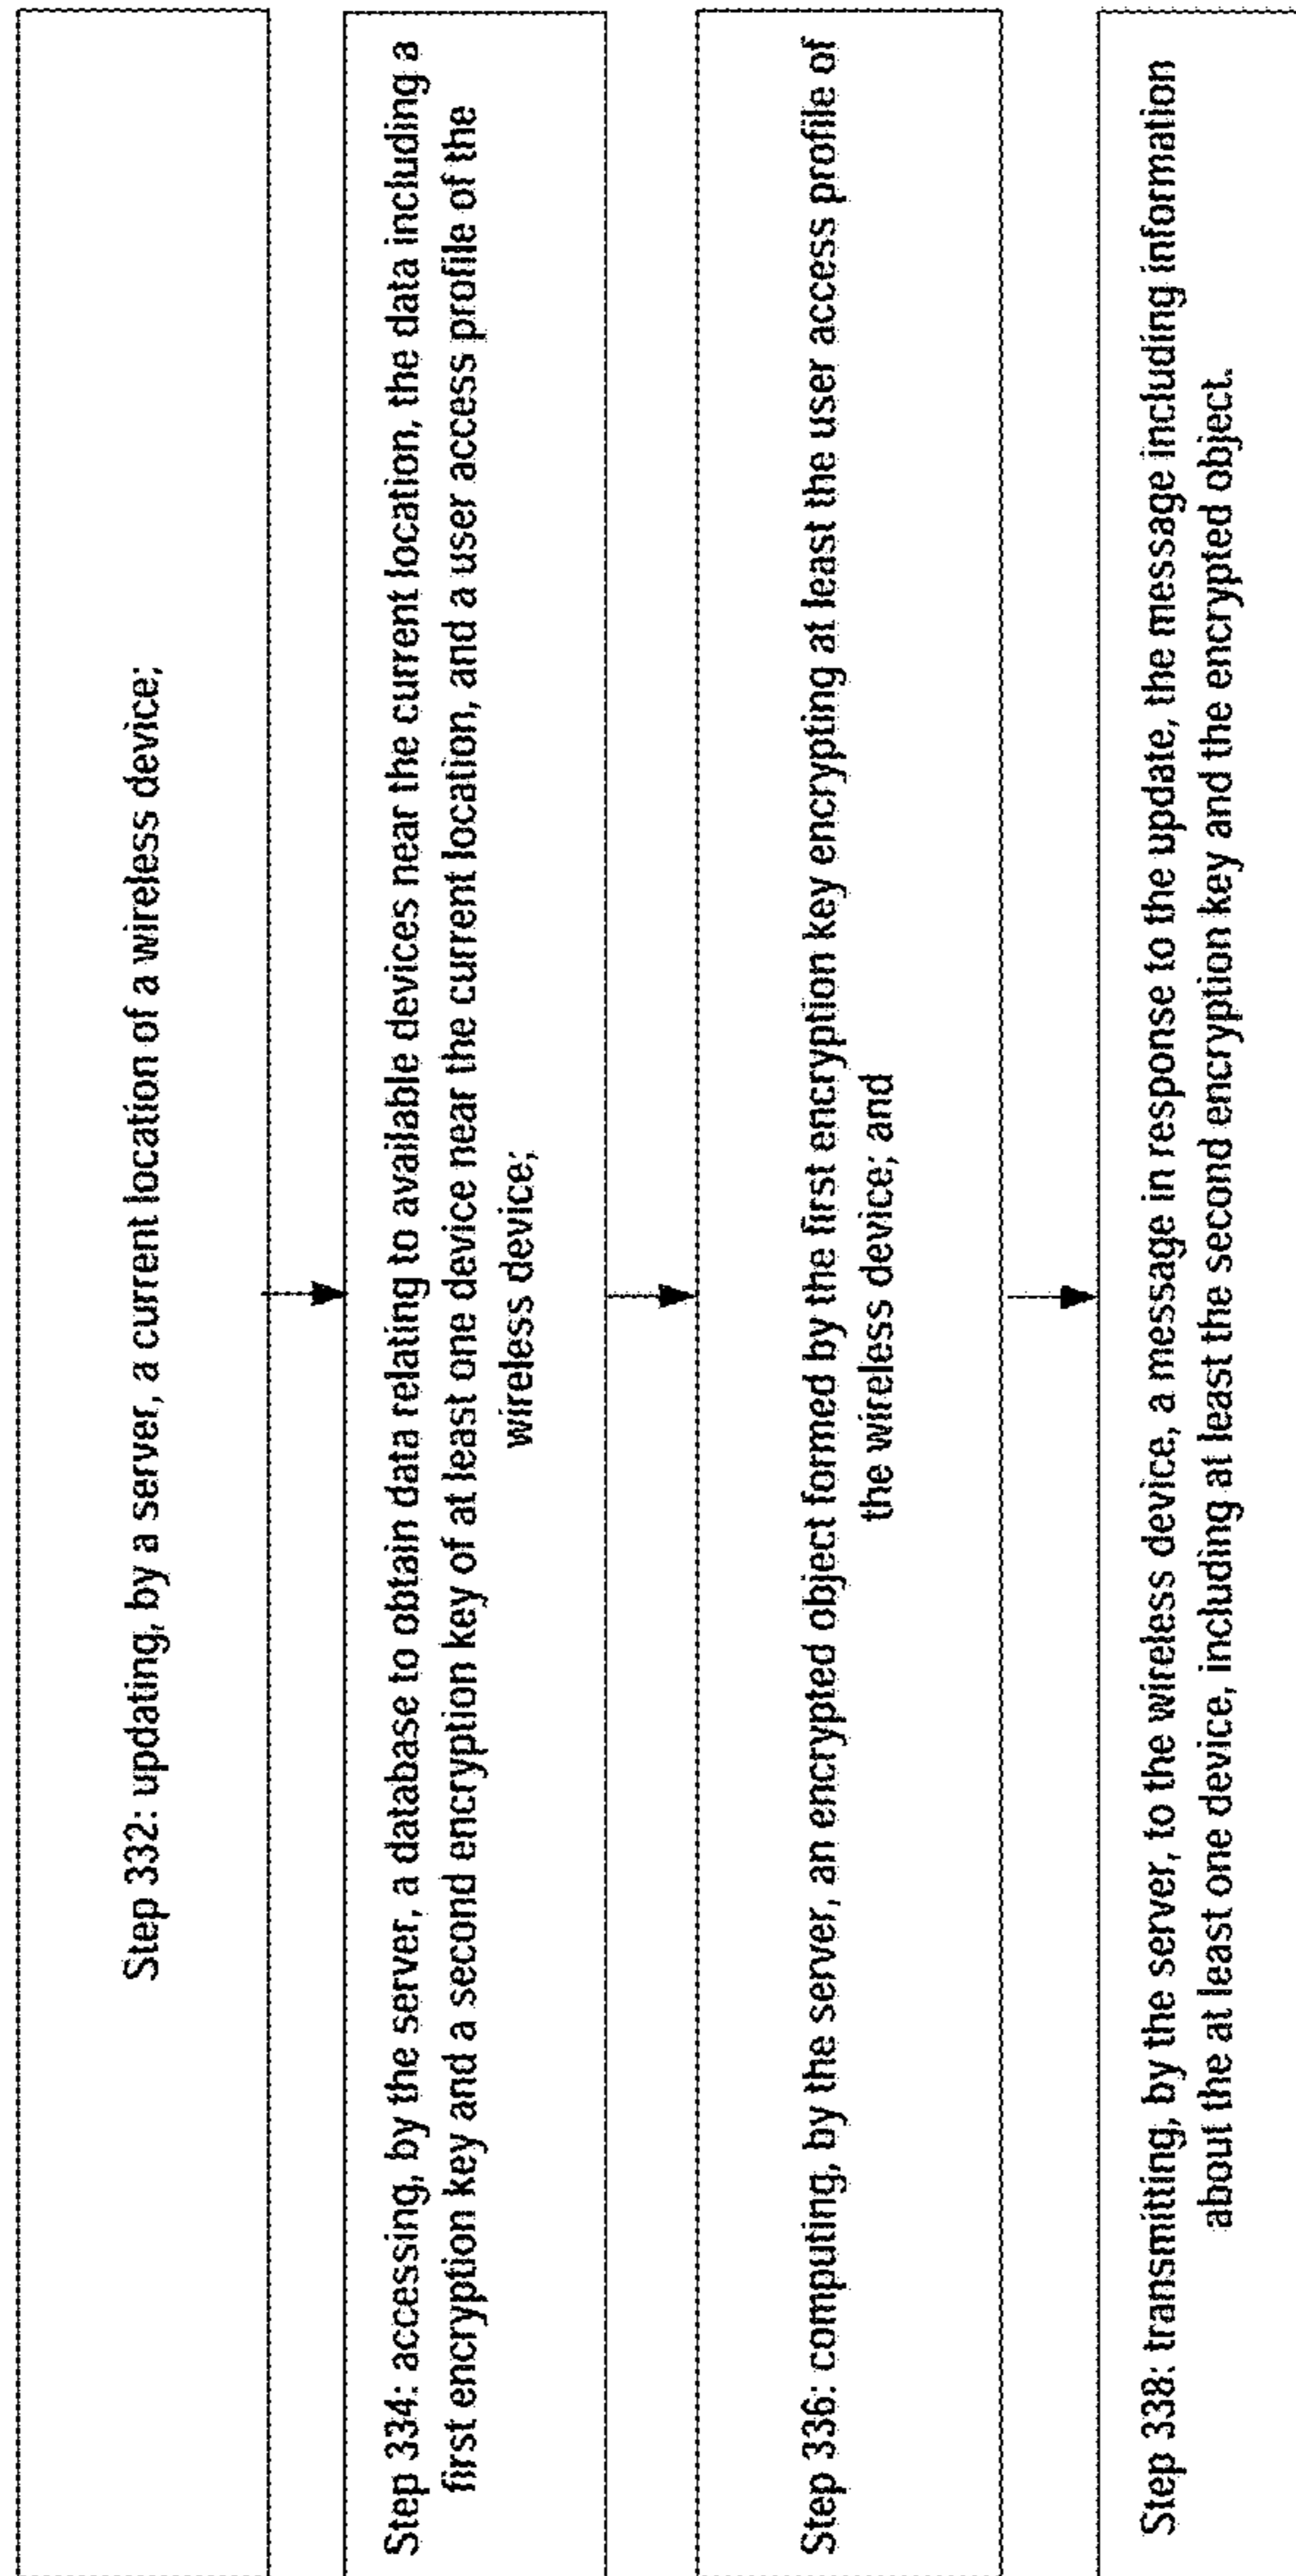 Step 332: updating, by a server, a current location of a wireless device;
Step 334: accessing, by the server, a database to obtain data relating to available devices near the current location, the data including a
first encryption key and a second encryption key of at least one device near the current location, and a user access profile of the
wireless device;
Step 336: computing, by the server, an encrypted object formed by the first encryption key encrypting at least the user access profile of
the wireless device; and
Step 338: transmitting, by the server, to the wireless device, a message in response to the update, the message including information
about the at least one device, including at least the second encryption key and the encrypted object.